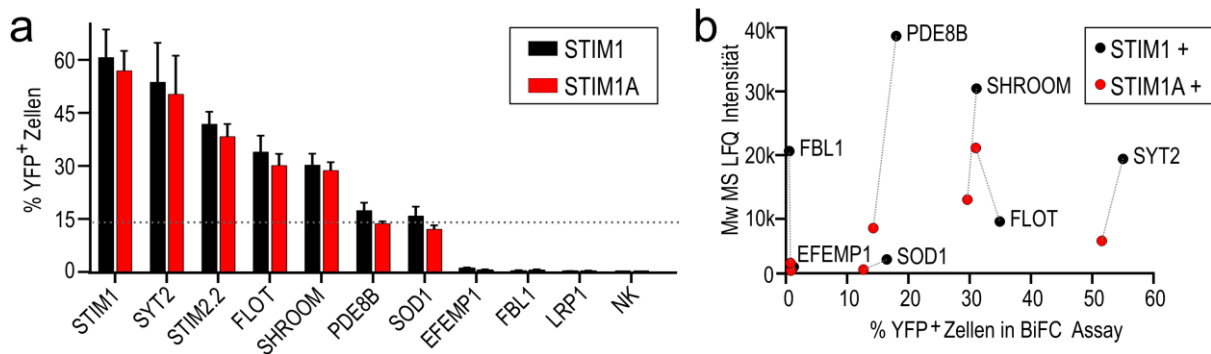 a
% YFP+ Zellen
60
45
30
15
0
STIM1
STIM1A
STIM1
SYT2
STIM2.2
FLOT
SHROOM
PDE8B
SOD1
EFEMP1
FBL1
LRP1
NK
b
Mw MS LFQ Intensität
40k
30k
20k
10k
0
PDE8B
STIM1 +
STIM1A +
SHROOM
FBL1
SYT2
FLOT
EFEMP1
SOD1
0 10 20 30 40 50 60
% YFP+ Zellen in BiFC Assay